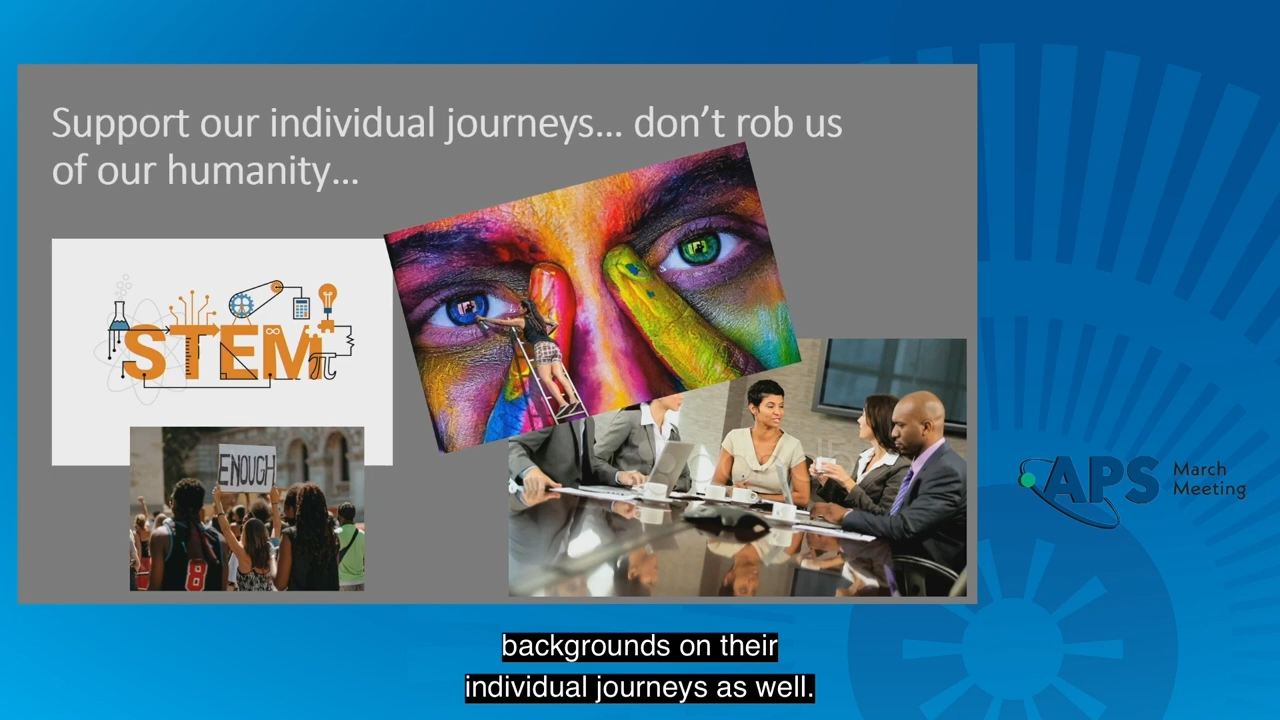 Support our individual journeys... don't rob us
of our humanity...
STEM
π
∞
ENOUGH
8
APS
March
Meeting
backgrounds on their
individual journeys as well.